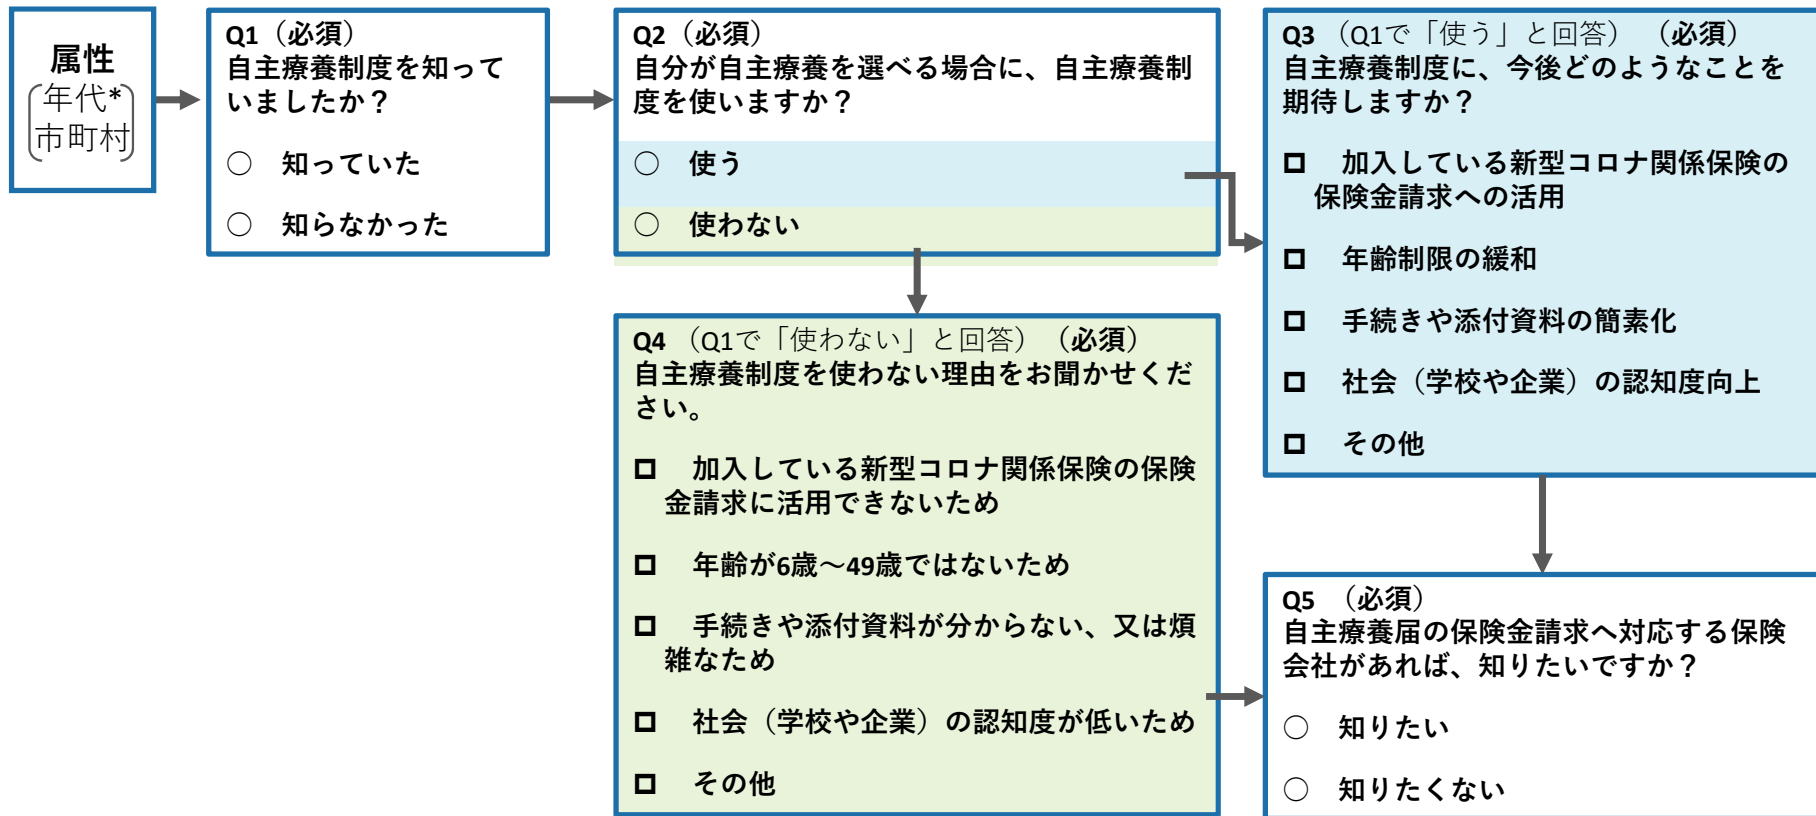 属性
年代*
市町村
Q1（必須）
自主療養制度を知って
いましたか？
○ 知っていた
○ 知らなかった
Q2（必須）
自分が自主療養を選べる場合に、自主療養制
度を使いますか？
○ 使う
○ 使わない
Q3 （Q1で「使う」と回答）（必須）
自主療養制度に、今後どのようなことを
期待しますか？
□ 加入している新型コロナ関係保険の
保険金請求への活用
□ 年齢制限の緩和
□ 手続きや添付資料の簡素化
□ 社会（学校や企業）の認知度向上
□ その他
Q4 （Q1で「使わない」と回答）（必須）
自主療養制度を使わない理由をお聞かせくだ
さい。
□ 加入している新型コロナ関係保険の保険
金請求に活用できないため
□ 年齢が6歳～49歳ではないため
□ 手続きや添付資料が分からない、又は煩
雑なため
□ 社会（学校や企業）の認知度が低いため
□ その他
Q5 （必須）
自主療養届の保険金請求へ対応する保険
会社があれば、知りたいですか？
○ 知りたい
○ 知りたくない